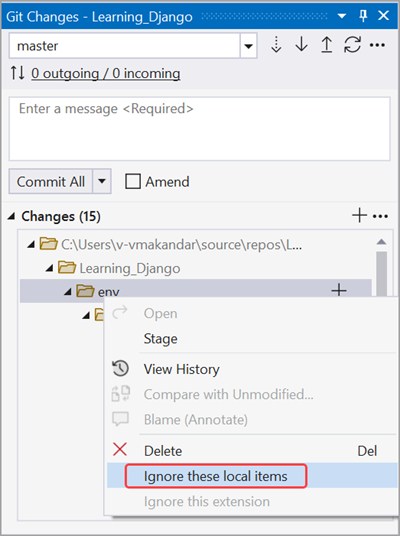 Git Changes - Learning_Django
master
0 outgoing / 0 incoming
Enter a message <Required>
Commit All
Amend
Changes (15)
C:\Users\v-vmakandar\source\repos\L...
Learning_Django
env
Open
Stage
View History
Compare with Unmodified...
Blame (Annotate)
Delete Del
Ignore these local items
Ignore this extension